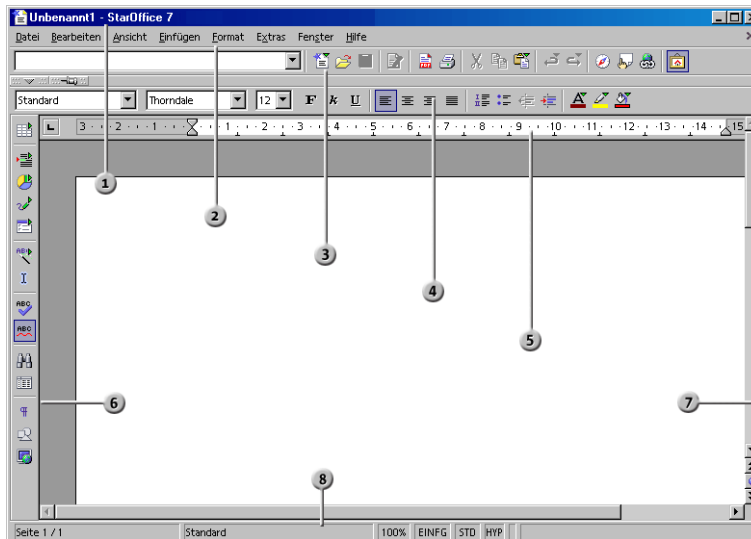 Unbenannt1 - StarOffice 7
Datei Bearbeiten Ansicht Einfügen Format Extras Fenster Hilfe
Standard Thorndale 12 F k U
3 2 1 1 2 3 4 5 6 7 8 9 10 11 12 13 14 15
1
2
3
4
5
ABC
ABC
6
7
8
Seite 1 / 1 Standard 100% EINFG STD HYP